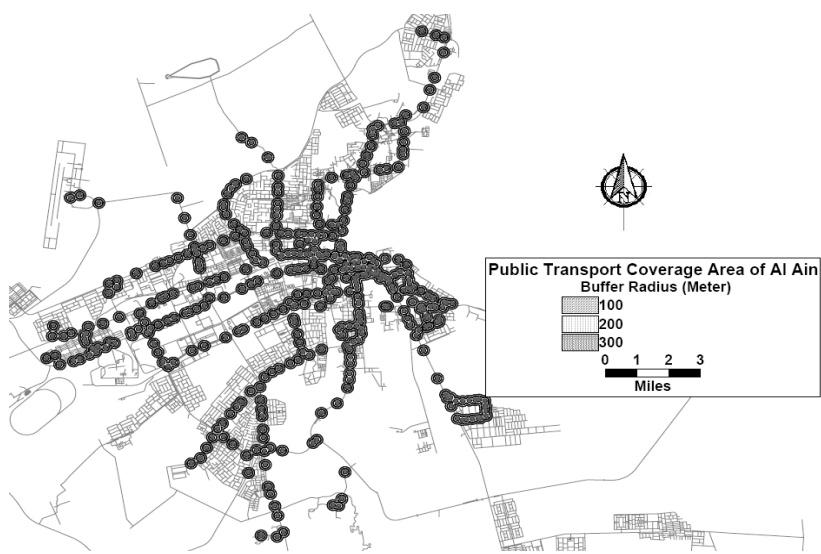 Public Transport Coverage Area of Al Ain
Buffer Radius (Meter)
100
200
300
0 1 2 3
Miles